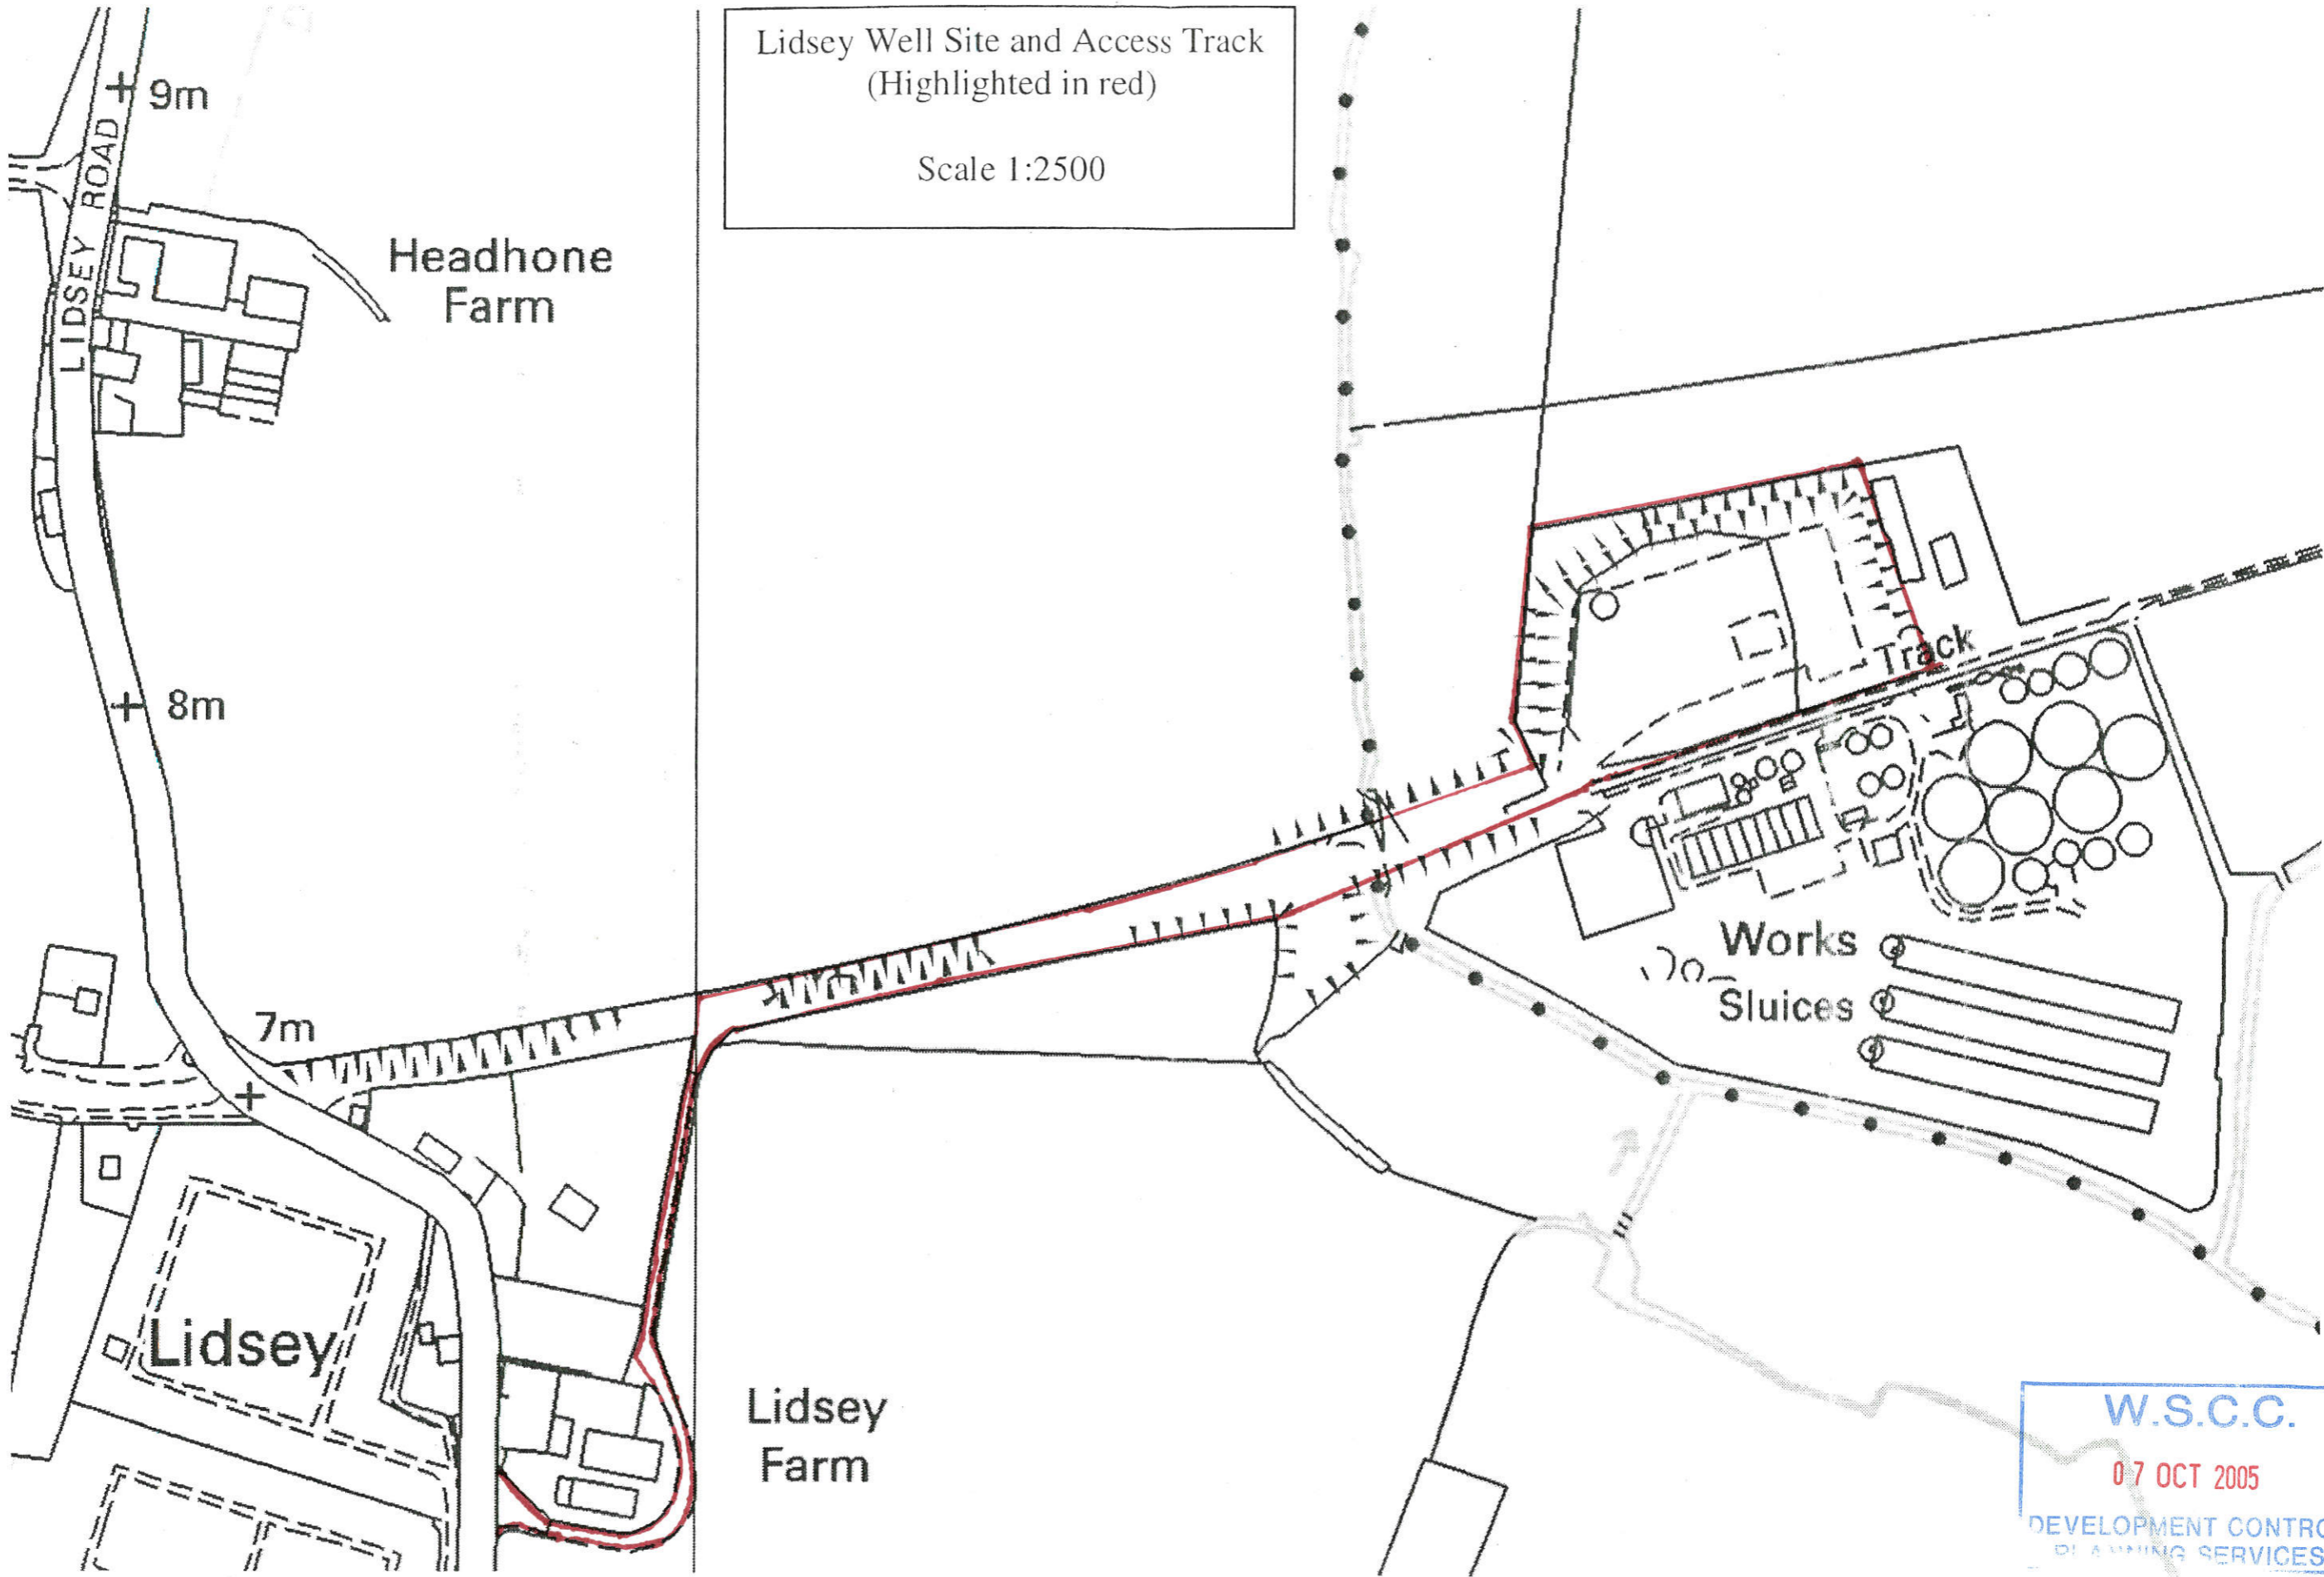 Lidsey Well Site and Access Track
(Highlighted in red)
Scale 1:2500
9m
LIDSEY ROAD
Headhone
Farm
8m
Track
7m
Works
Sluices
Lidsey
Lidsey
Farm
W.S.C.C.
07 OCT 2005
DEVELOPMENT CONTRO
PLANNING SERVICES